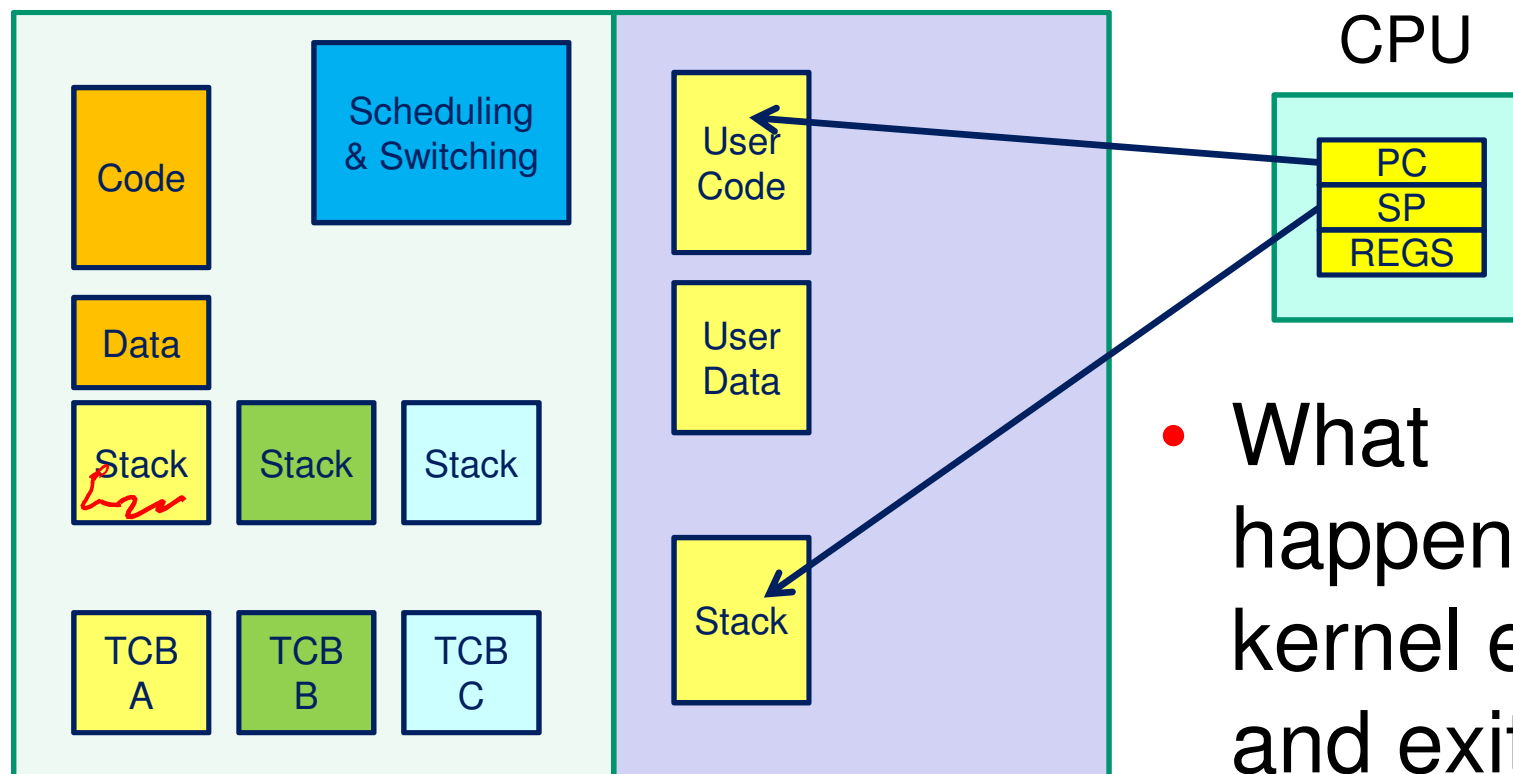 CPU
Scheduling
& Switching
Code
User
Code
PC
SP
REGS
Data
User
Data
Stack
Stack
Stack
Stack
TCB
A
TCB
B
TCB
C
• What
happen
kernel e
and exit